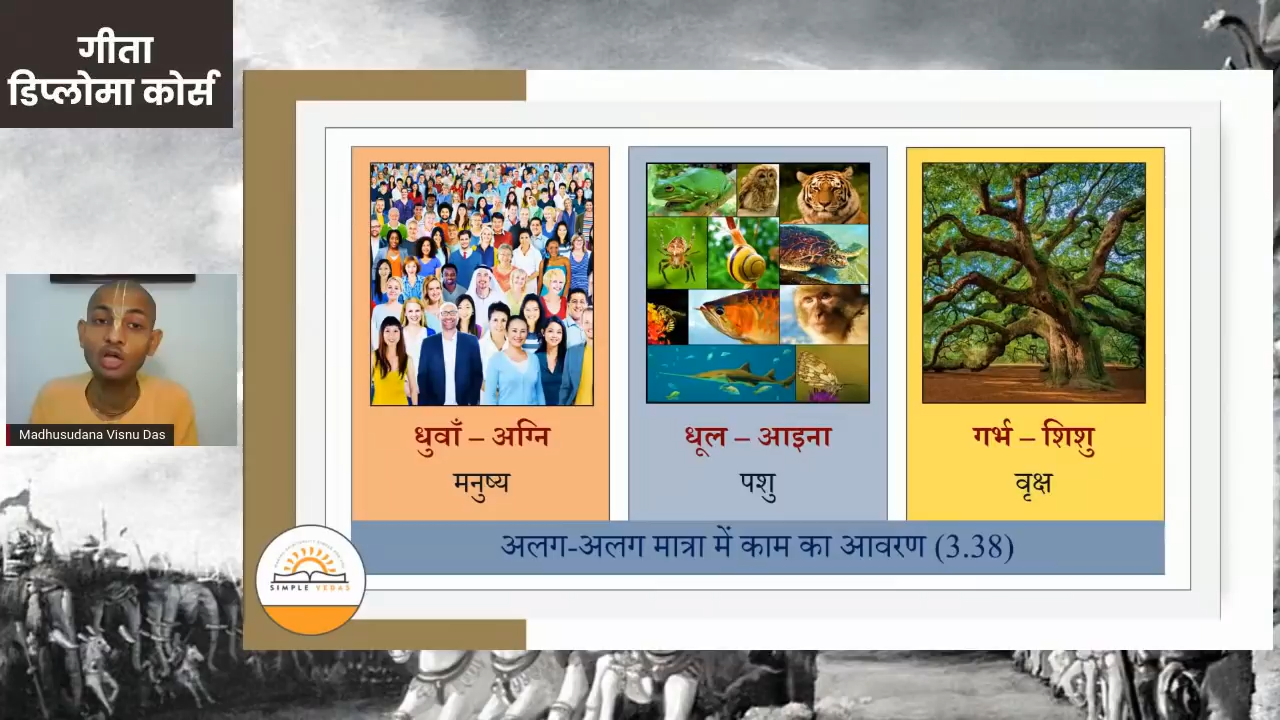 गीता
डिप्लोमा कोर्स
धुवाँ – अग्नि
मनुष्य
धूल – आइना
पशु
गर्भ – शिशु
वृक्ष
अलग-अलग मात्रा में काम का आवरण (3.38)
Madhusudana Visnu Das
SIMPLE VEDAS